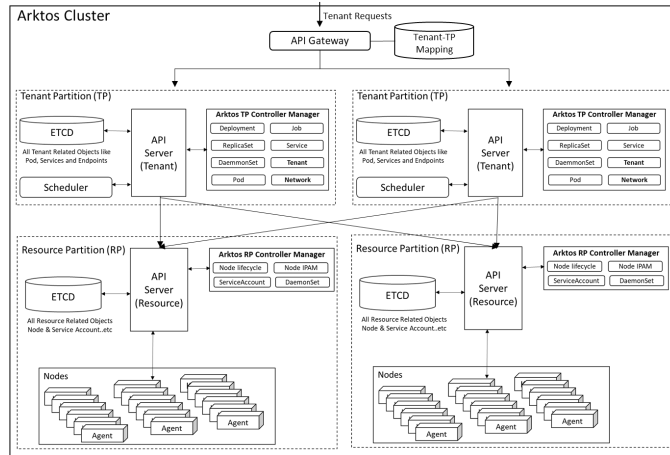 Arktos Cluster
Tenant Requests
API Gateway
Tenant-TP
Mapping
Tenant Partition (TP)
ETCD
All Tenant Related Objects like
Pod, Services and Endpoints
Scheduler
API
Server
(Tenant)
Arktos TP Controller Manager
Deployment
Job
ReplicaSet
Service
DaemmonSet
Tenant
Pod
Network
Tenant Partition (TP)
ETCD
All Tenant Related Objects like
Pod, Services and Endpoints
Scheduler
API
Server
(Tenant)
Arktos TP Controller Manager
Deployment
Job
ReplicaSet
Service
DaemmonSet
Tenant
Pod
Network
Resource Partition (RP)
ETCD
All Resource Related Objects
Node & Service Account..etc
API
Server
(Resource)
Arktos RP Controller Manager
Node lifecycle
Node IPAM
ServiceAccount
DaemonSet
Nodes
Agent
Agent
Agent
Resource Partition (RP)
ETCD
All Resource Related Objects
Node & Service Account..etc
API
Server
(Resource)
Arktos RP Controller Manager
Node lifecycle
Node IPAM
ServiceAccount
DaemonSet
Nodes
Agent
Agent
Agent